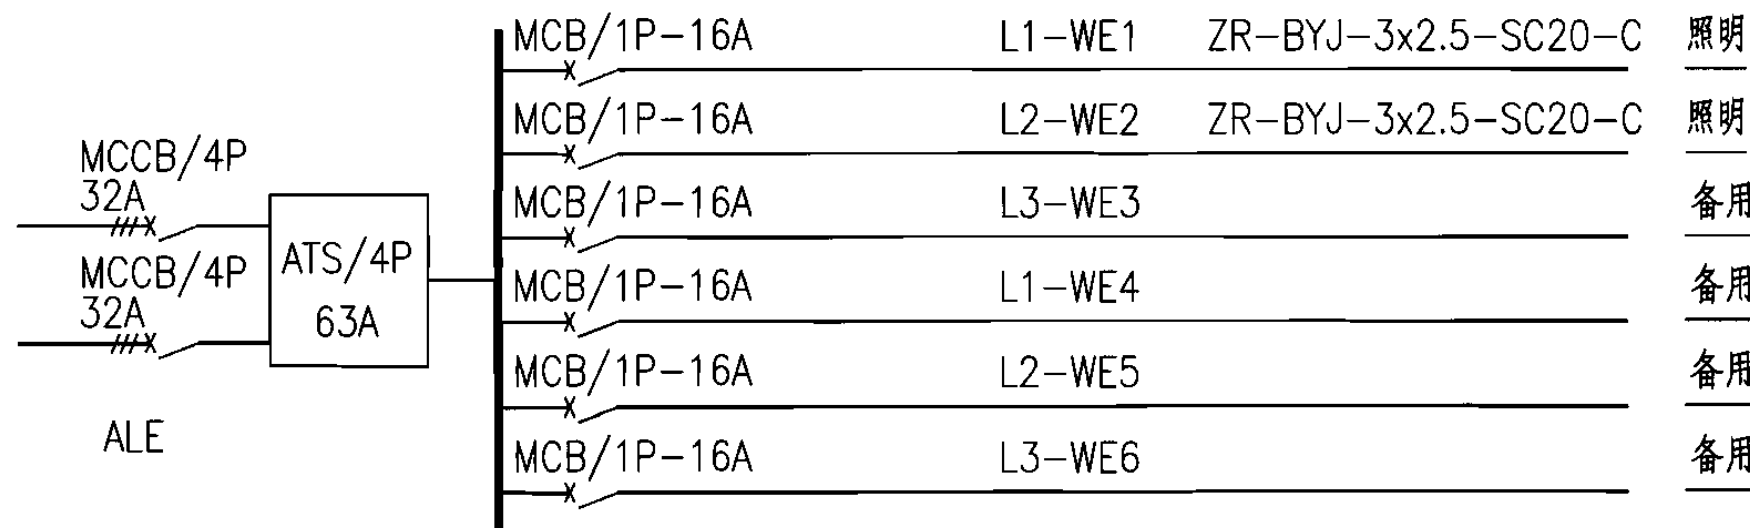 MCB/1P-16A L1-WE1 ZR-BYJ-3x2.5-SC20-C 照明
MCB/1P-16A L2-WE2 ZR-BYJ-3x2.5-SC20-C 照明
MCCB/4P
32A
MCB/1P-16A L3-WE3 备用
ATS/4P
63A
MCCB/4P
32A
MCB/1P-16A L1-WE4 备用
MCB/1P-16A L2-WE5 备用
ALE
MCB/1P-16A L3-WE6 备用